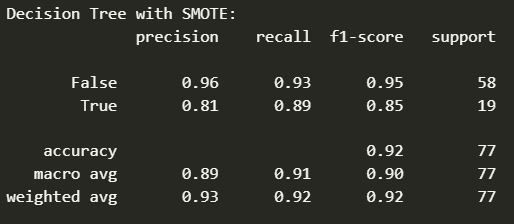 Decision Tree with SMOTE:
precision recall f1-score support
False 0.96 0.93 0.95 58
True 0.81 0.89 0.85 19
accuracy 0.92 77
macro avg 0.89 0.91 0.90 77
weighted avg 0.93 0.92 0.92 77